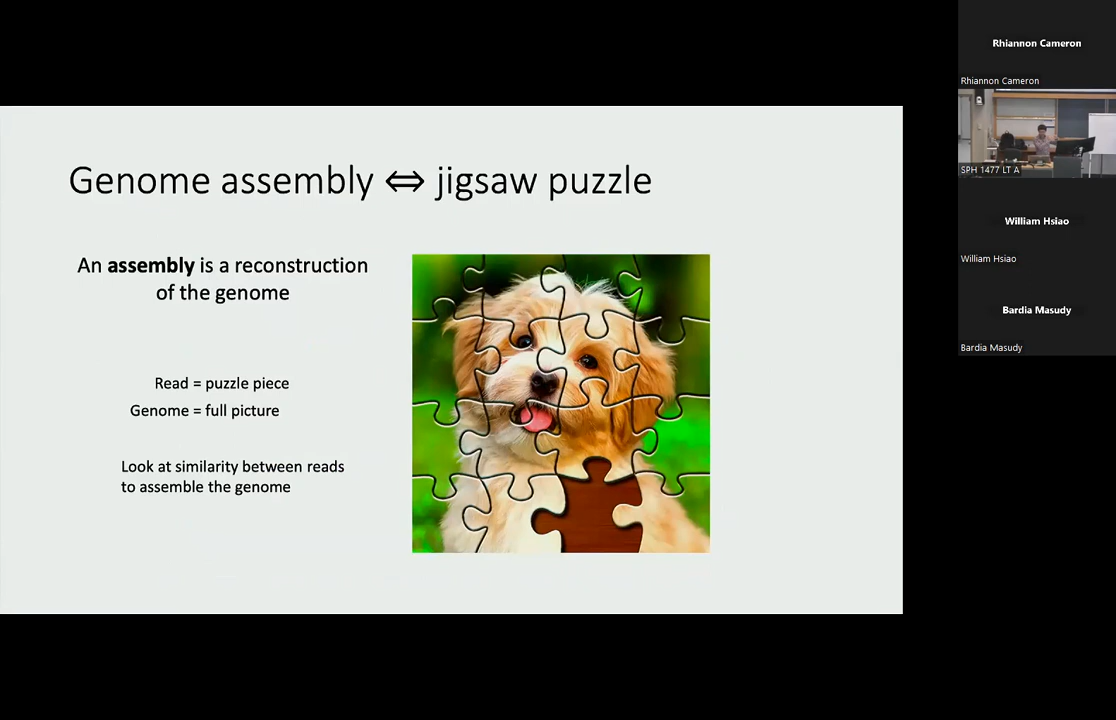 Genome assembly ⇔ jigsaw puzzle
An assembly is a reconstruction
of the genome
Read = puzzle piece
Genome = full picture
Look at similarity between reads
to assemble the genome
Rhiannon Cameron
Rhiannon Cameron
SPH 1477 LT A
William Hsiao
William Hsiao
Bardia Masudy
Bardia Masudy